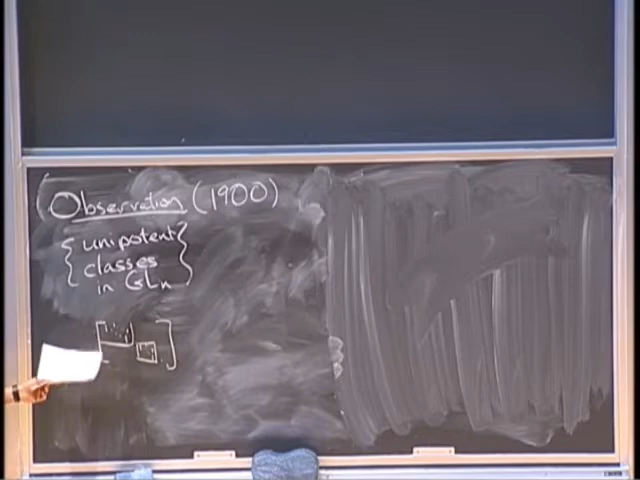 (Observation (1900)
{ unipotent }
classes
in GLn